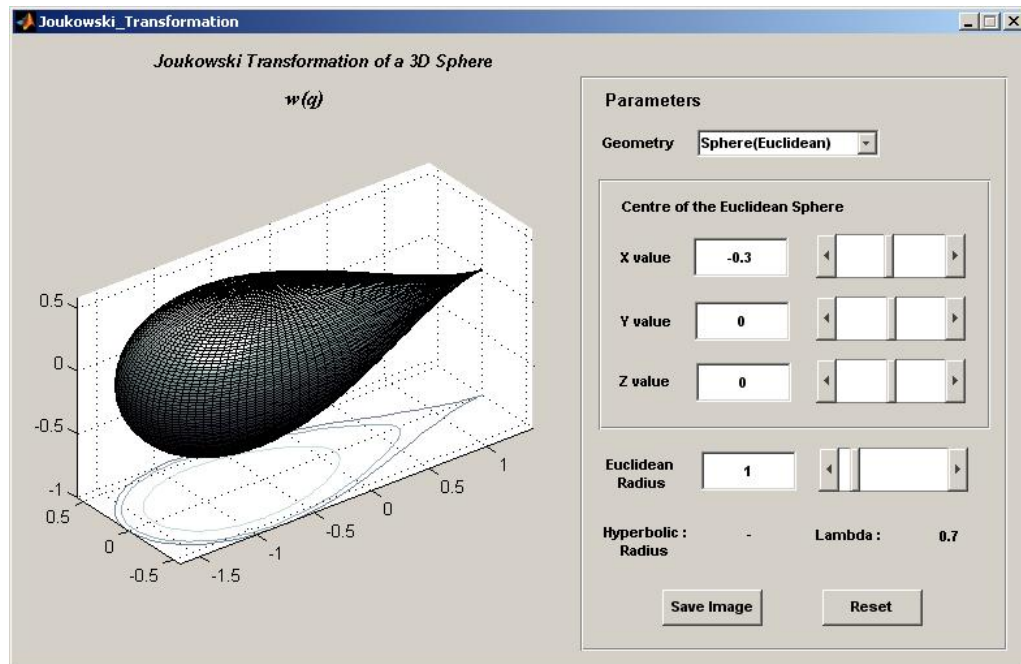 Joukowski_Transformation
Joukowski Transformation of a 3D Sphere
w(q)
0.5
0
-0.5
-1
0.5
0
-0.5
-1.5
-1
-0.5
0
0.5
1
Parameters
Geometry Sphere(Euclidean)
Centre of the Euclidean Sphere
X value -0.3
Y value 0
Z value 0
Euclidean
Radius
1
Hyperbolic :
Radius
-
Lambda : 0.7
Save Image Reset